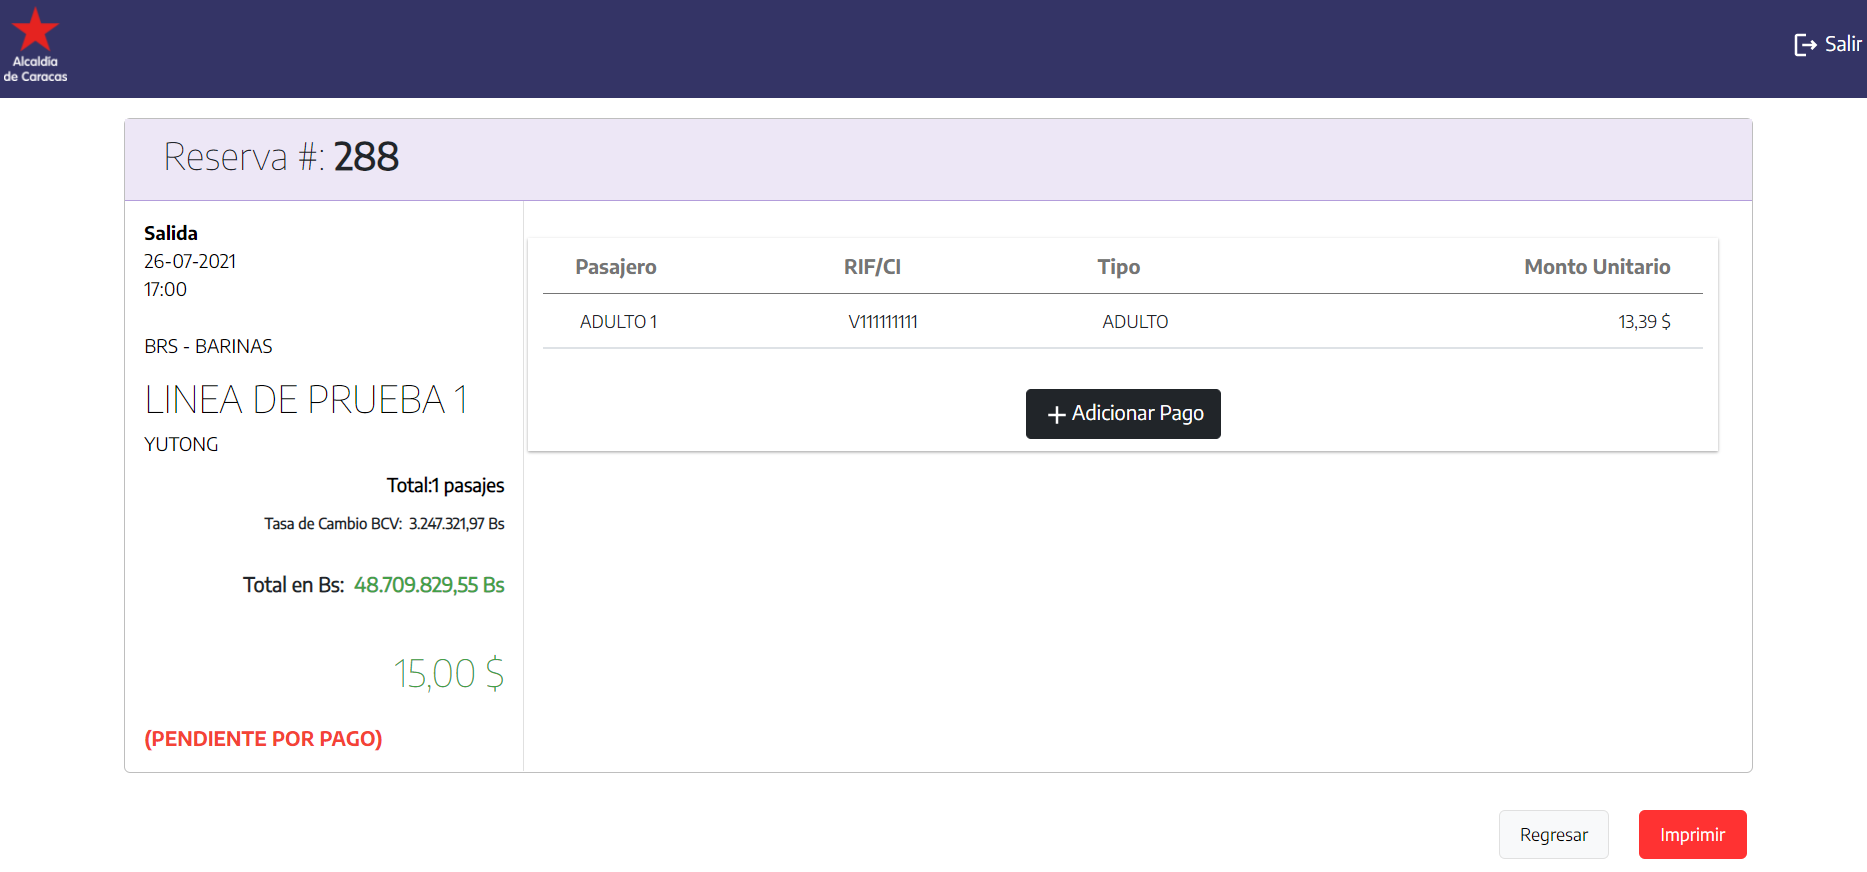 Alcaldía
de Caracas
Salir
Reserva #: 288
Salida
26-07-2021
17:00
BRS - BARINAS
LINEA DE PRUEBA 1
YUTONG
Total:1 pasajes
Tasa de Cambio BCV: 3.247.321,97 Bs
Total en Bs: 48.709.829,55 Bs
15,00 $
(PENDIENTE POR PAGO)
Pasajero RIF/CI Tipo Monto Unitario
ADULTO 1 V111111111 ADULTO 13,39 $
+ Adicionar Pago
Regresar
Imprimir